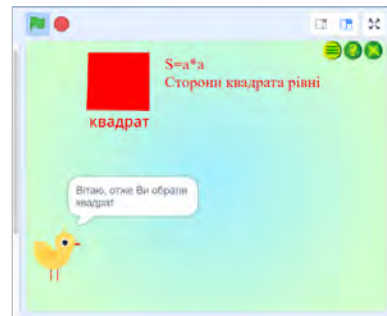 S=a*a
Сторони квадрата рівні
квадрат
Вітаю, отже Ви обрали
квадрат